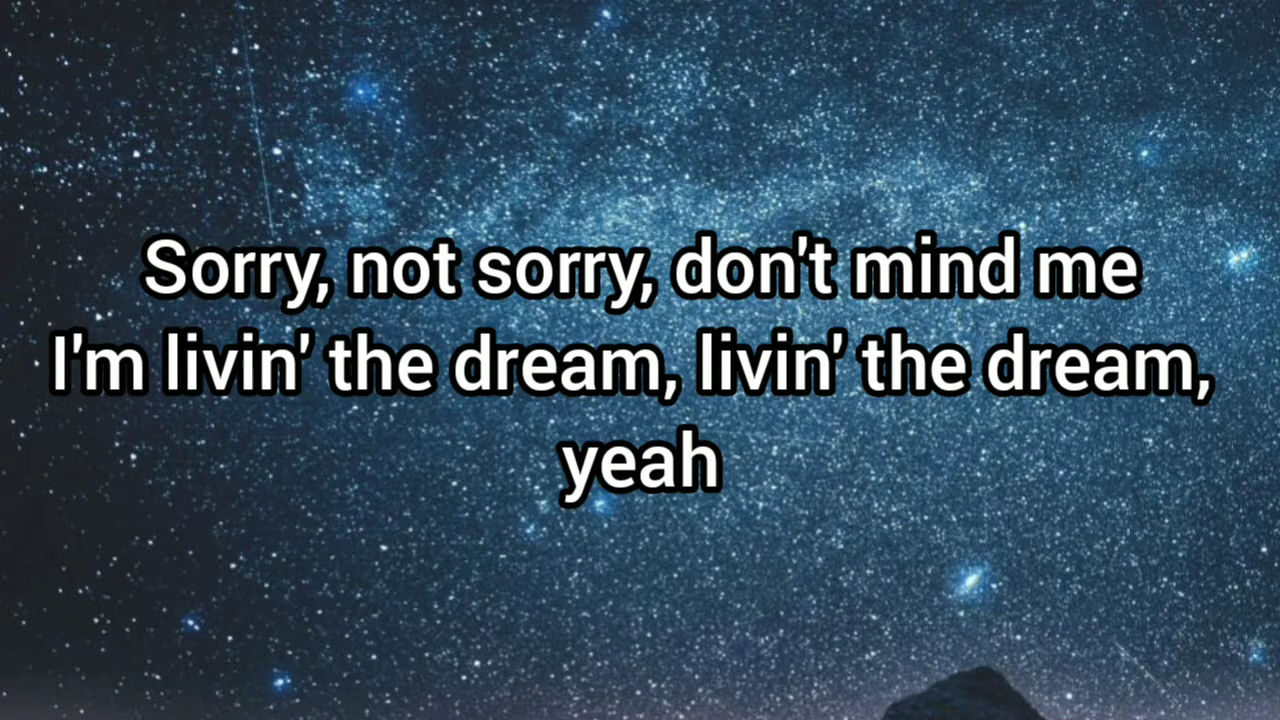 Sorry, not sorry, don't mind me
I'm livin' the dream, livin' the dream,
yeah